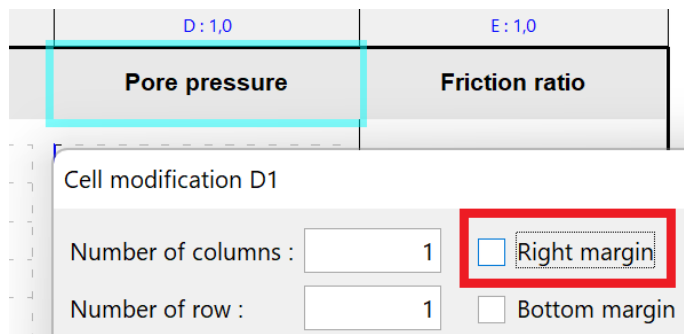 D : 1,0 E : 1,0
Pore pressure Friction ratio
Cell modification D1
Number of columns : 1 Right margin
Number of row : 1 Bottom margin